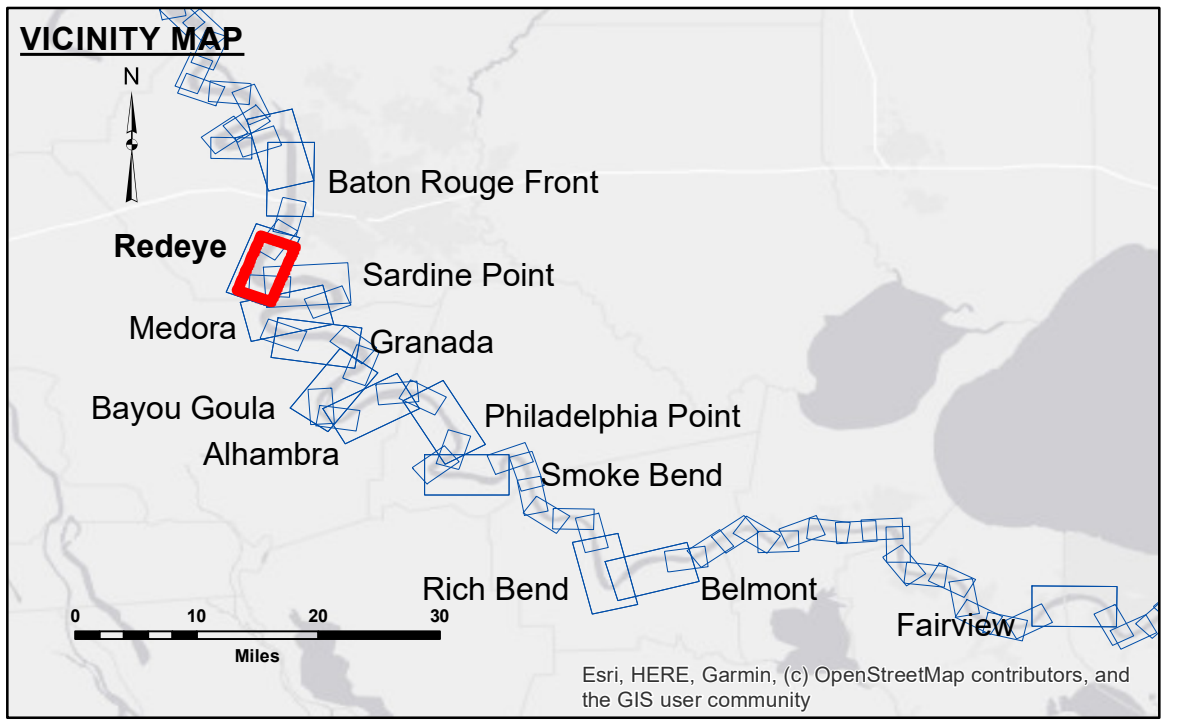 VICINITY MAP
N
Baton Rouge Front
Redeye
Sardine Point
Medora
Granada
Bayou Goula
Philadelphia Point
Alhambra
Smoke Bend
Rich Bend
Belmont
Fairview
0 10 20 30
Miles
Esri, HERE, Garmin, (c) OpenStreetMap contributors, and
the GIS user community